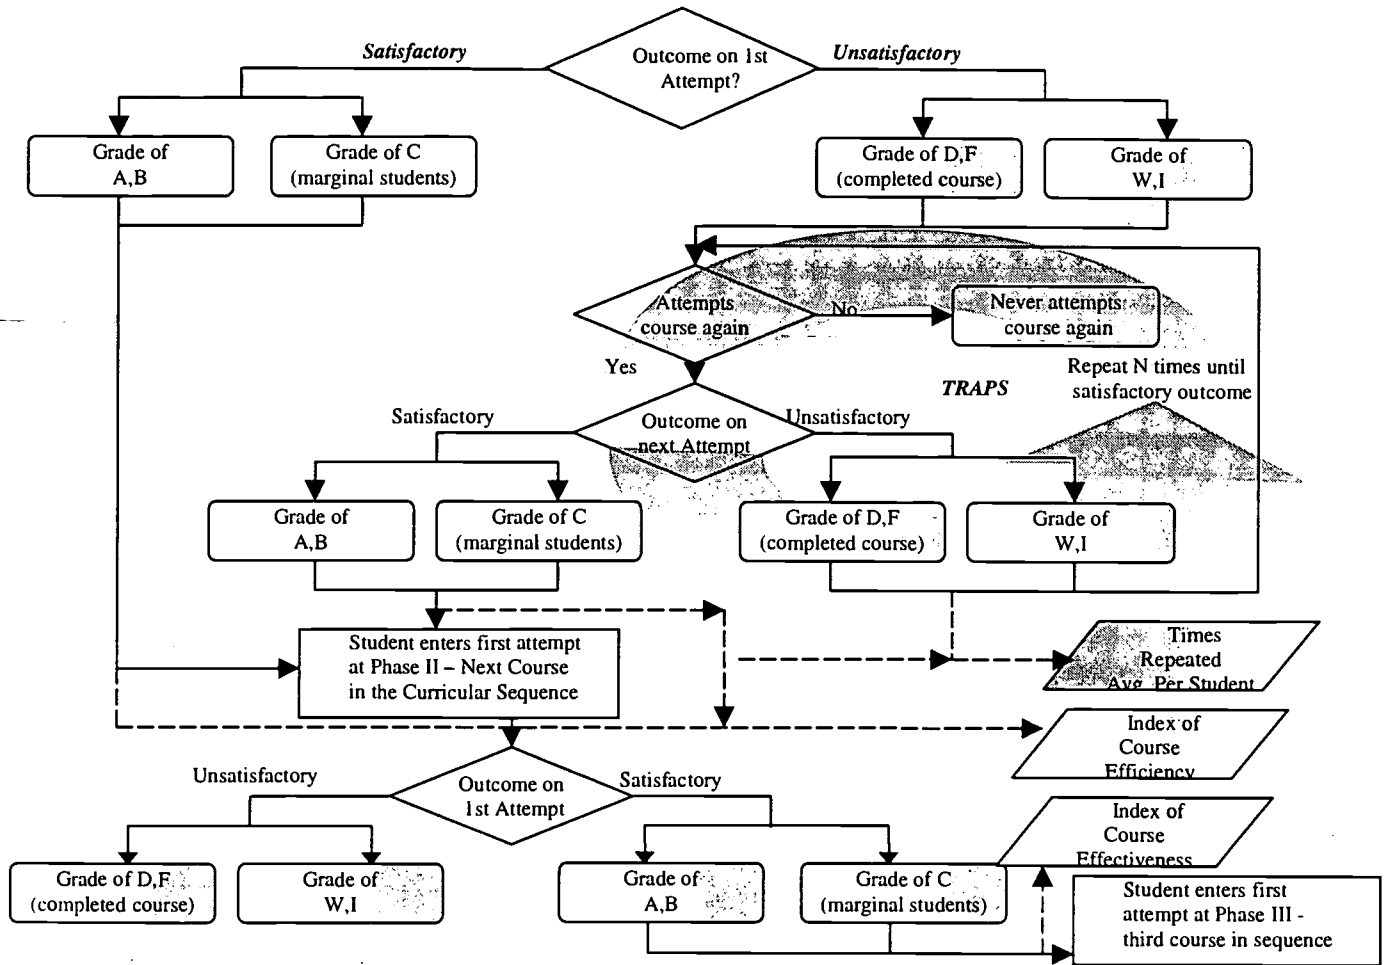 Satisfactory
Outcome on 1st
Attempt?
Unsatisfactory
Grade of
A,B
Grade of C
(marginal students)
Grade of D,F
(completed course)
Grade of
W,I
Attempts
course again
No
Never attempts
course again
Yes
TRAPS
Repeat N times until
satisfactory outcome
Satisfactory
Outcome on
next Attempt
Unsatisfactory
Grade of
A,B
Grade of C
(marginal students)
Grade of D,F
(completed course)
Grade of
W,I
Student enters first attempt
at Phase II – Next Course
in the Curricular Sequence
Times
Repeated
Avg. Per Student
Index of
Course
Efficiency
Unsatisfactory
Outcome on
1st Attempt
Satisfactory
Index of
Course
Effectiveness
Grade of D,F
(completed course)
Grade of
W,I
Grade of
A,B
Grade of C
(marginal students)
Student enters first
attempt at Phase III -
third course in sequence